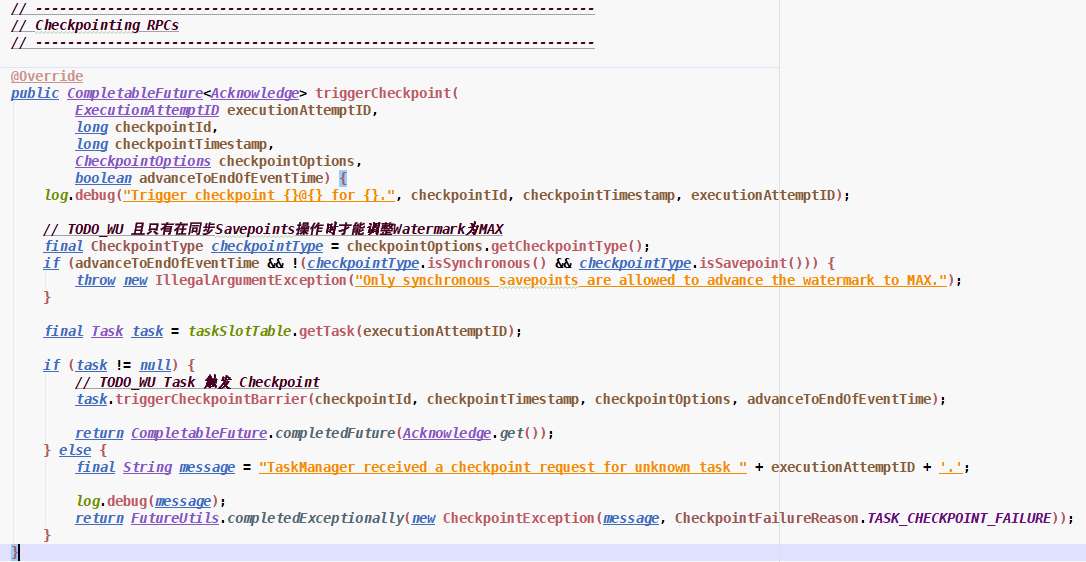 // ----------------------------------------------------------------------
// Checkpointing RPCs
// ----------------------------------------------------------------------
@Override
public CompletableFuture<Acknowledge> triggerCheckpoint(
        ExecutionAttemptID executionAttemptID,
        long checkpointId,
        long checkpointTimestamp,
        CheckpointOptions checkpointOptions,
        boolean advanceToEndOfEventTime) {
    log.debug("Trigger checkpoint {}@{} for {}.", checkpointId, checkpointTimestamp, executionAttemptID);
    // TODO_WU 且只有在同步Savepoints操作时才能调整Watermark为MAX
    final CheckpointType checkpointType = checkpointOptions.getCheckpointType();
    if (advanceToEndOfEventTime && !(checkpointType.isSynchronous() && checkpointType.isSavepoint())) {
        throw new IllegalArgumentException("Only synchronous savepoints are allowed to advance the watermark to MAX.");
    }
    final Task task = taskSlotTable.getTask(executionAttemptID);
    if (task != null) {
        // TODO_WU Task 触发 Checkpoint
        task.triggerCheckpointBarrier(checkpointId, checkpointTimestamp, checkpointOptions, advanceToEndOfEventTime);
        return CompletableFuture.completedFuture(Acknowledge.get());
    } else {
        final String message = "TaskManager received a checkpoint request for unknown task " + executionAttemptID + '.';
        log.debug(message);
        return FutureUtils.completedExceptionally(new CheckpointException(message, CheckpointFailureReason.TASK_CHECKPOINT_FAILURE));
    }
}